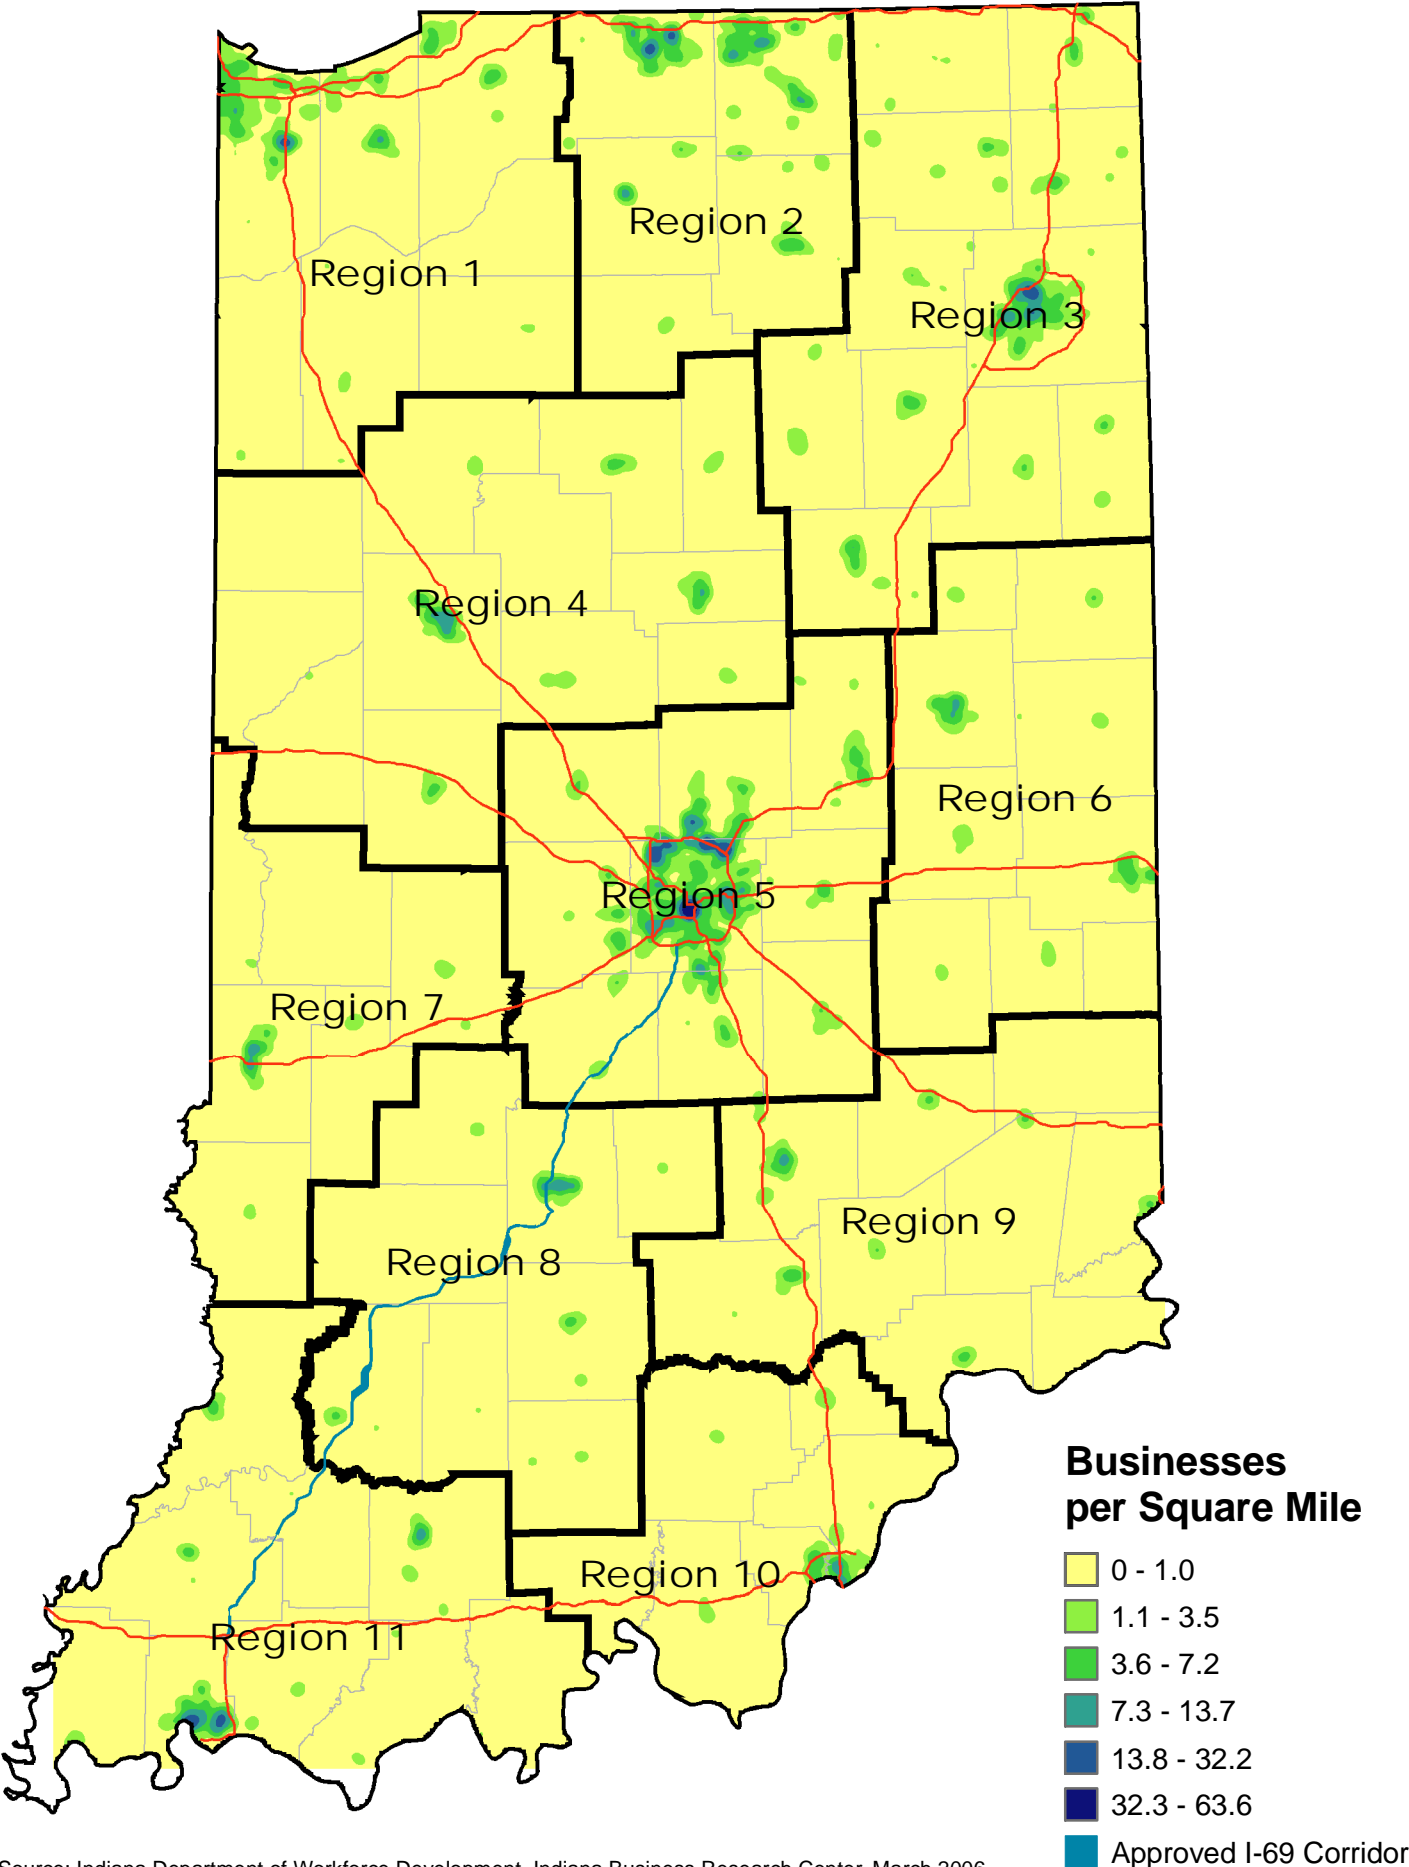 Region 2
Region 1
Region 3
Region 4
Region 6
Region 5
Region 7
Region 9
Region 8
Region 10
Region 11
Businesses
per Square Mile
0 - 1.0
1.1 - 3.5
3.6 - 7.2
7.3 - 13.7
13.8 - 32.2
32.3 - 63.6
Approved I-69 Corridor
Source: Indiana Department of Workforce Development, Indiana Business Research Center, March 2006